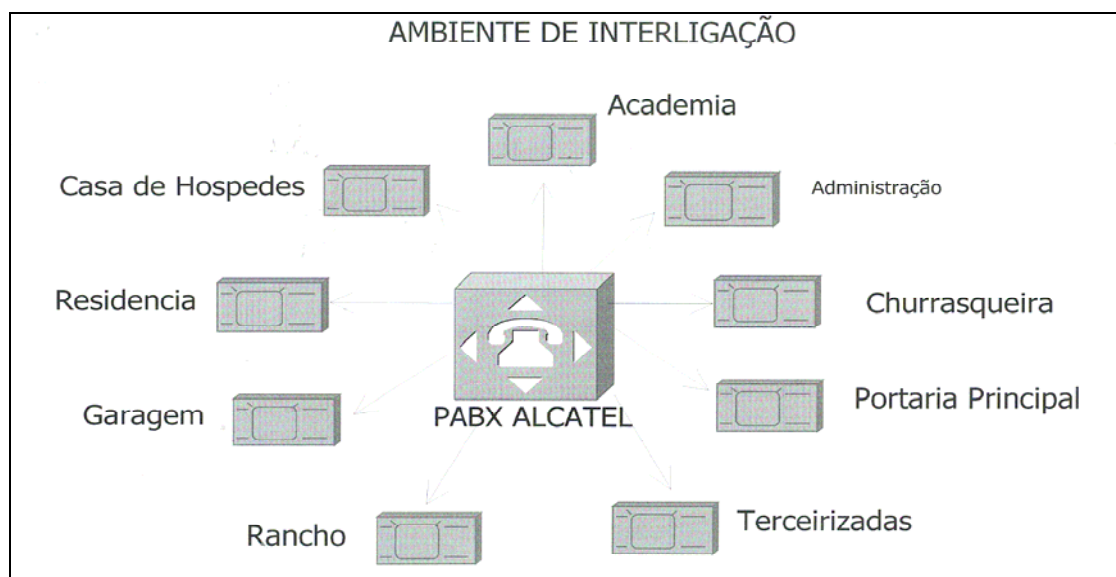 AMBIENTE DE INTERLIGAÇÃO
Academia
Casa de Hospedes
Administração
Residencia
Churrasqueira
Garagem
PABX ALCATEL
Portaria Principal
Rancho
Terceirizadas